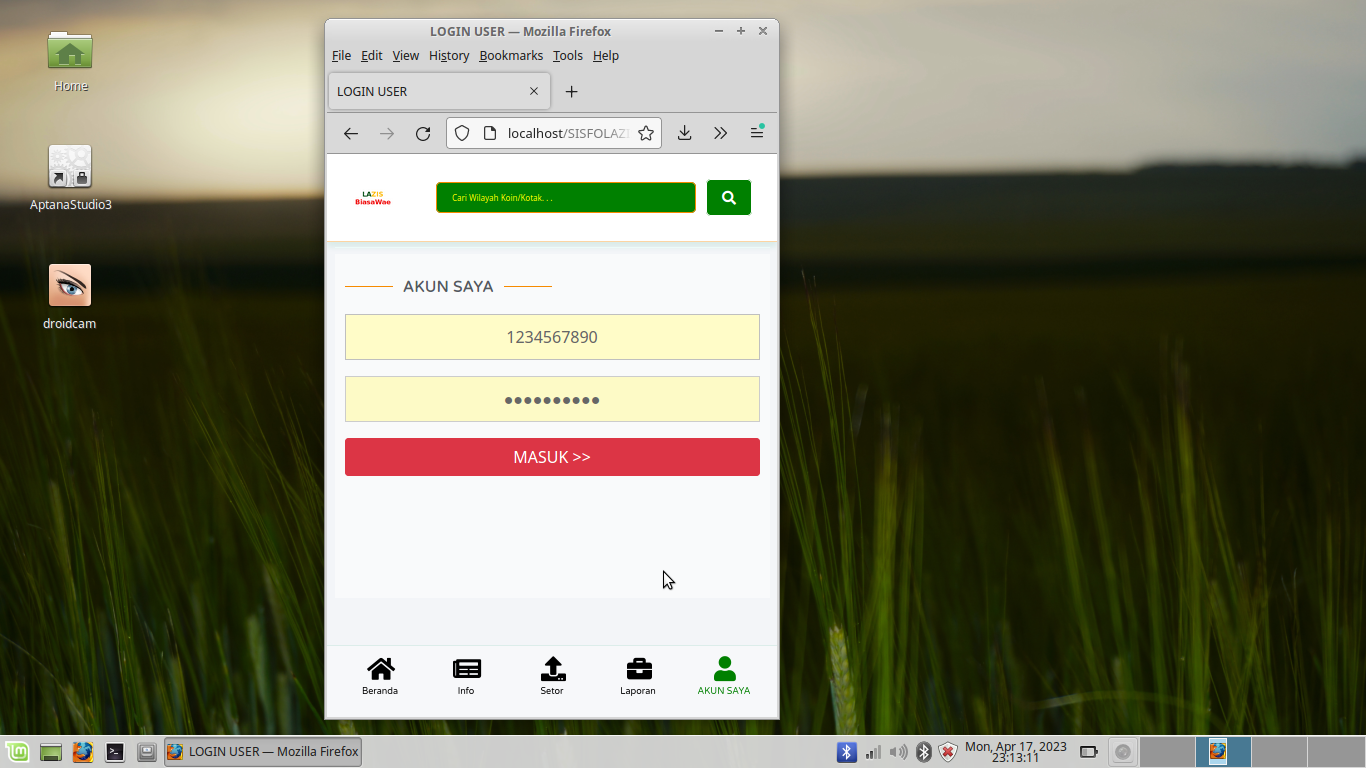 Home
AptanaStudio3
droidcam
LOGIN USER — Mozilla Firefox
File Edit View History Bookmarks Tools Help
LOGIN USER
localhost/SISFOLAZI
LAZIS
BiasaWae
Cari Wilayah Koin/Kotak. . .
AKUN SAYA
1234567890
MASUK >>
Beranda
Info
Setor
Laporan
AKUN SAYA
LOGIN USER — Mozilla Firefox
Mon, Apr 17, 2023
23:13:11